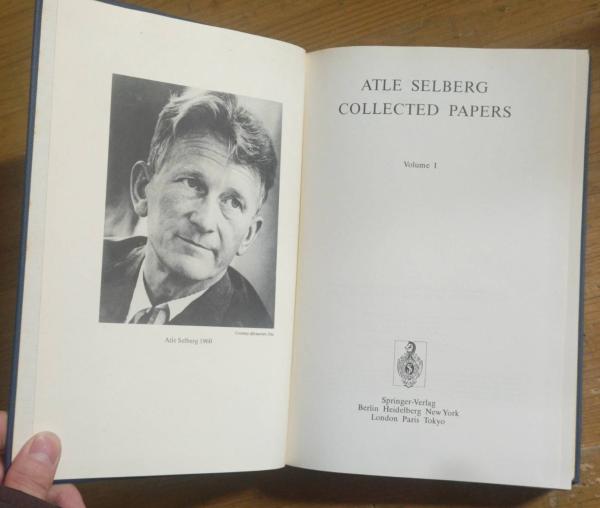 Atle Selberg 1960
ATLE SELBERG
COLLECTED PAPERS
Volume I
Springer-Verlag
Berlin Heidelberg New York
London Paris Tokyo